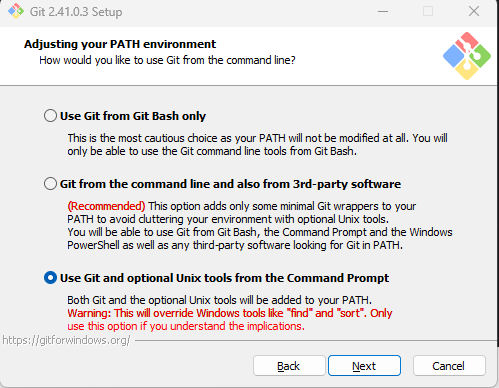 Git 2.41.0.3 Setup
Adjusting your PATH environment
How would you like to use Git from the command line?
Use Git from Git Bash only
This is the most cautious choice as your PATH will not be modified at all. You will
only be able to use the Git command line tools from Git Bash.
Git from the command line and also from 3rd-party software
(Recommended) This option adds only some minimal Git wrappers to your
PATH to avoid cluttering your environment with optional Unix tools.
You will be able to use Git from Git Bash, the Command Prompt and the Windows
PowerShell as well as any third-party software looking for Git in PATH.
Use Git and optional Unix tools from the Command Prompt
Both Git and the optional Unix tools will be added to your PATH.
Warning: This will override Windows tools like "find" and "sort". Only
use this option if you understand the implications.
https://gitforwindows.org/
Back Next Cancel